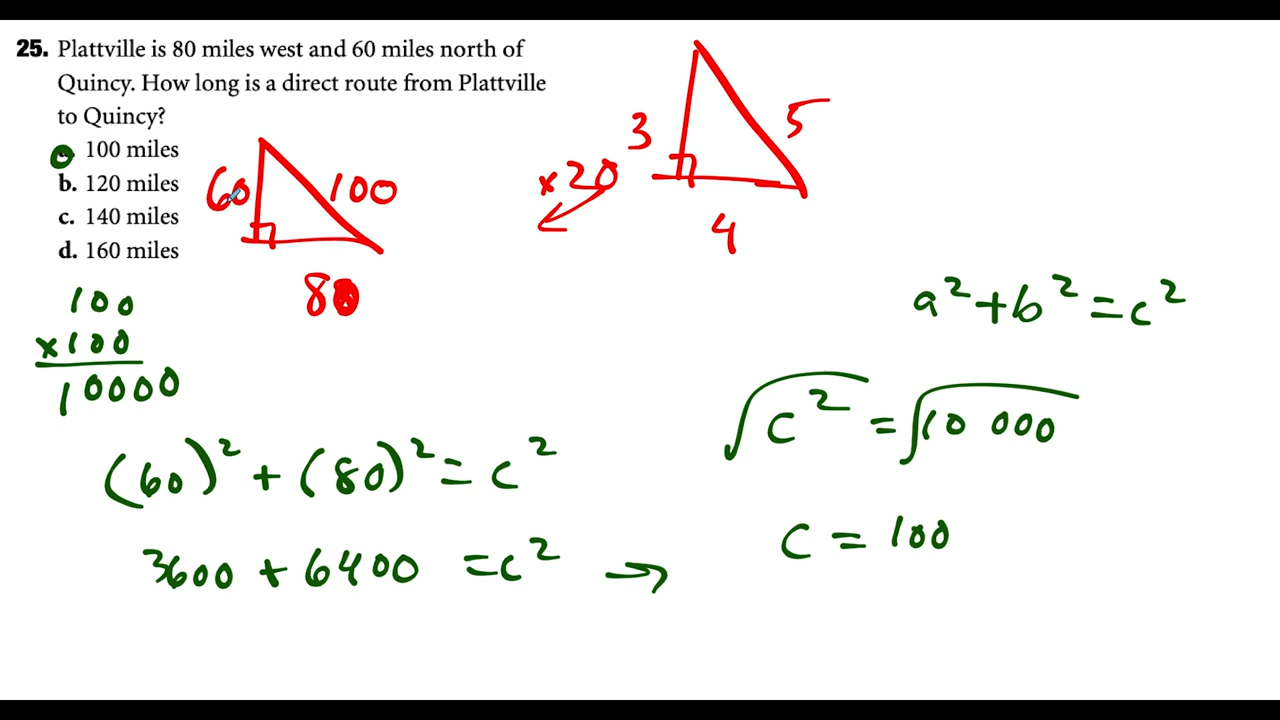 25. Plattville is 80 miles west and 60 miles north of
Quincy. How long is a direct route from Plattville
to Quincy?
100 miles
b. 120 miles
c. 140 miles
d. 160 miles
60
100
80
3
5
4
×20
100
×100
10000
a²+b²=c²
(60)²+(80)²=c²
3600+6400=c²→
√c²=√10 000
c=100